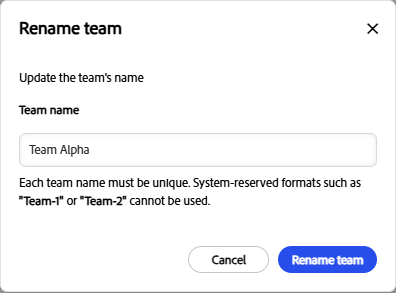 Rename team
Update the team's name
Team name
Team Alpha
Each team name must be unique. System-reserved formats such as
"Team-1" or "Team-2" cannot be used.
Cancel
Rename team